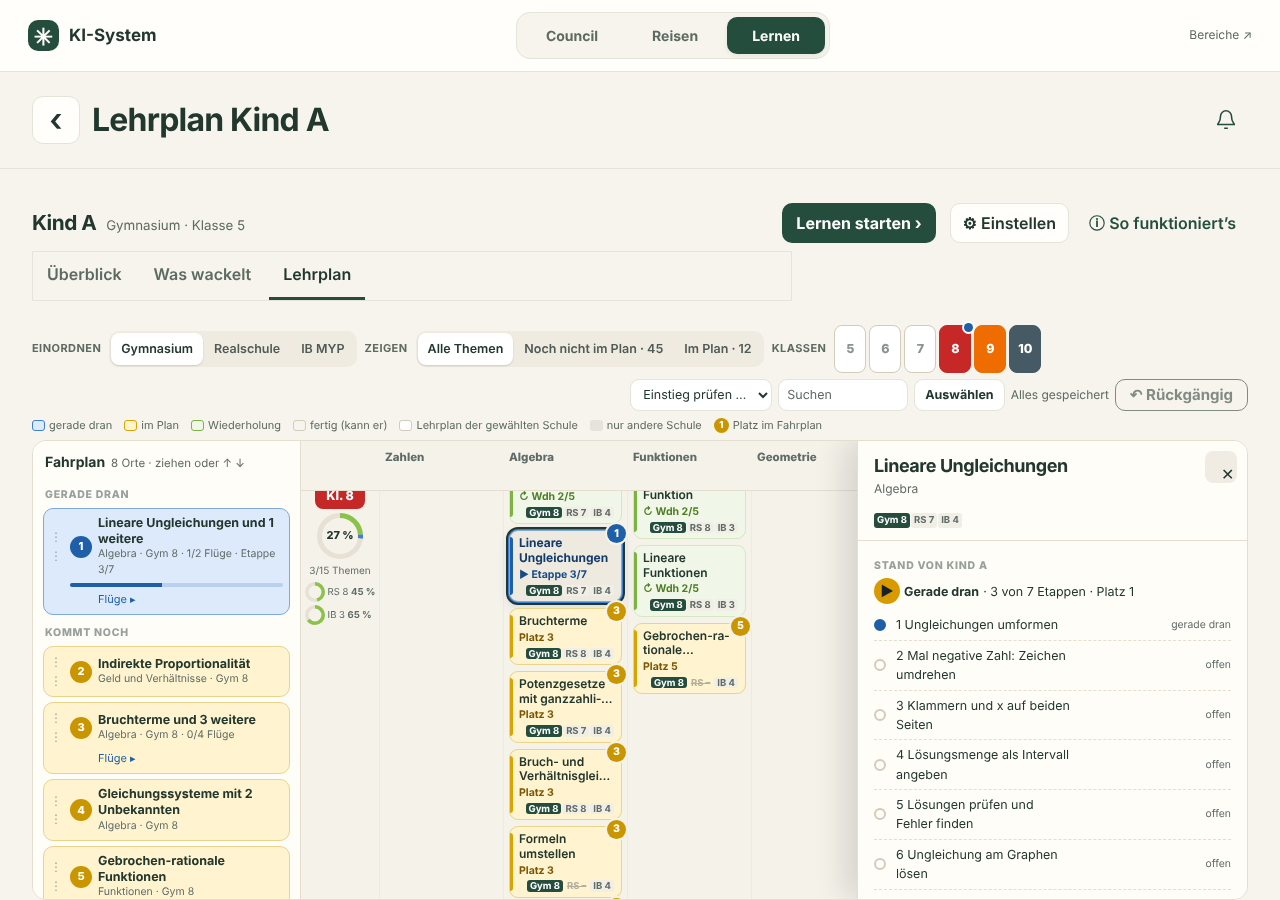 KI-System
Council
Reisen
Lernen
Bereiche ↗
‹
Lehrplan Kind A
Kind A
Gymnasium · Klasse 5
Lernen starten ›
⚙ Einstellen
ⓘ So funktioniert's
Überblick
Was wackelt
Lehrplan
EINORDNEN
Gymnasium
Realschule
IB MYP
ZEIGEN
Alle Themen
Noch nicht im Plan · 45
Im Plan · 12
KLASSEN
5
6
7
8
9
10
Einstieg prüfen ...
Suchen
Auswählen
Alles gespeichert
↶ Rückgängig
gerade dran
im Plan
Wiederholung
fertig (kann er)
Lehrplan der gewählten Schule
nur andere Schule
1 Platz im Fahrplan
Fahrplan 8 Orte · ziehen oder ↑ ↓
GERADE DRAN
1
Lineare Ungleichungen und 1
weitere
Algebra · Gym 8 · 1/2 Flüge · Etappe
3/7
Flüge ▸
KOMMT NOCH
2
Indirekte Proportionalität
Geld und Verhältnisse · Gym 8
3
Bruchterme und 3 weitere
Algebra · Gym 8 · 0/4 Flüge
Flüge ▸
4
Gleichungssysteme mit 2
Unbekannten
Algebra · Gym 8
5
Gebrochen-rationale
Funktionen
Funktionen · Gym 8
Zahlen
Algebra
Funktionen
Geometrie
Kl. 8
27 %
3/15 Themen
RS 8 45 %
IB 3 65 %
↻ Wdh 2/5
Gym 8 RS 7 IB 4
1
Lineare
Ungleichungen
▶ Etappe 3/7
Gym 8 RS 7 IB 4
3
Bruchterme
Platz 3
Gym 8 RS 8 IB 4
3
Potenzgesetze
mit ganzzahli-...
Platz 3
Gym 8 RS 7 IB 4
3
Bruch- und
Verhältnisglei...
Platz 3
Gym 8 RS 8 IB 4
3
Formeln
umstellen
Platz 3
Gym 8 RS – IB 4
Funktion
↻ Wdh 2/5
Gym 8 RS 8 IB 3
Lineare
Funktionen
↻ Wdh 2/5
Gym 8 RS 8 IB 3
5
Gebrochen-ra-
tionale...
Platz 5
Gym 8 RS – IB 4
Lineare Ungleichungen
✕
Algebra
Gym 8 RS 7 IB 4
STAND VON KIND A
▶ Gerade dran · 3 von 7 Etappen · Platz 1
1 Ungleichungen umformen
gerade dran
2 Mal negative Zahl: Zeichen
umdrehen
offen
3 Klammern und x auf beiden
Seiten
offen
4 Lösungsmenge als Intervall
angeben
offen
5 Lösungen prüfen und
Fehler finden
offen
6 Ungleichung am Graphen
lösen
offen